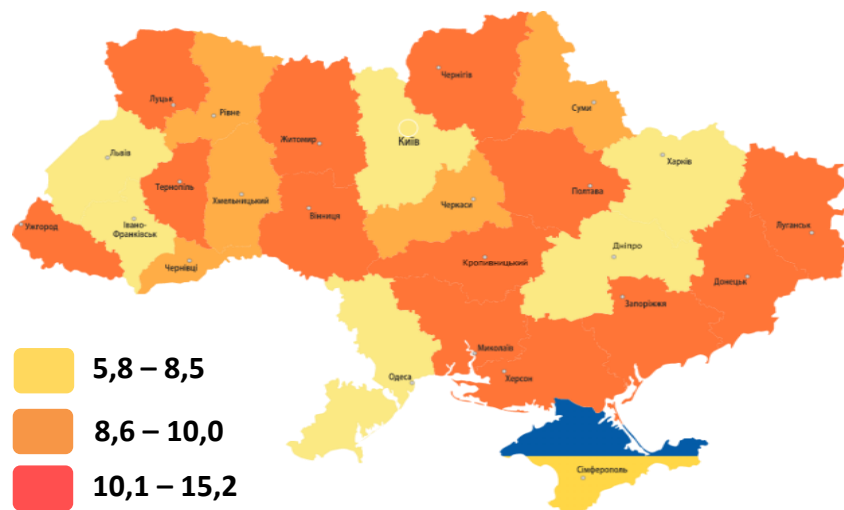 Чернігів
Луцьк
Рівне
Суми
Житомир
Київ
Львів
Харків
Тернопіль
Хмельницький
Черкаси
Полтава
Вінниця
Івано-
Франківськ
Ужгород
Луганськ
Дніпро
Кропивницький
Чернівці
Донецьк
Запоріжжя
Миколаїв
Одеса
Херсон
Сімферополь
5,8 – 8,5
8,6 – 10,0
10,1 – 15,2